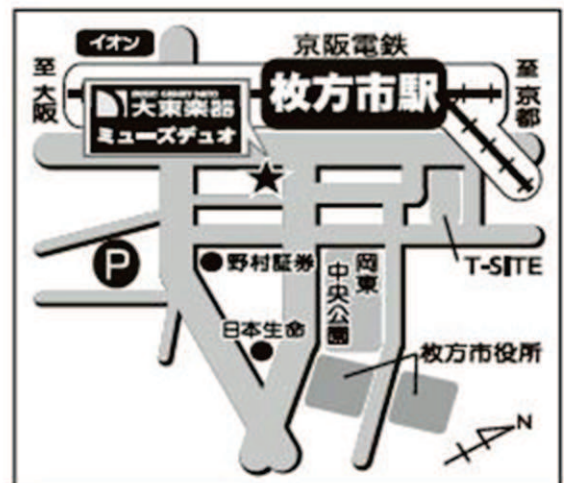 イオン
京阪電鉄
至大阪
枚方市駅
至京都
大東楽器
ミューズデュオ
T-SITE
P
野村証券
岡東
中央公園
日本生命
枚方市役所
N